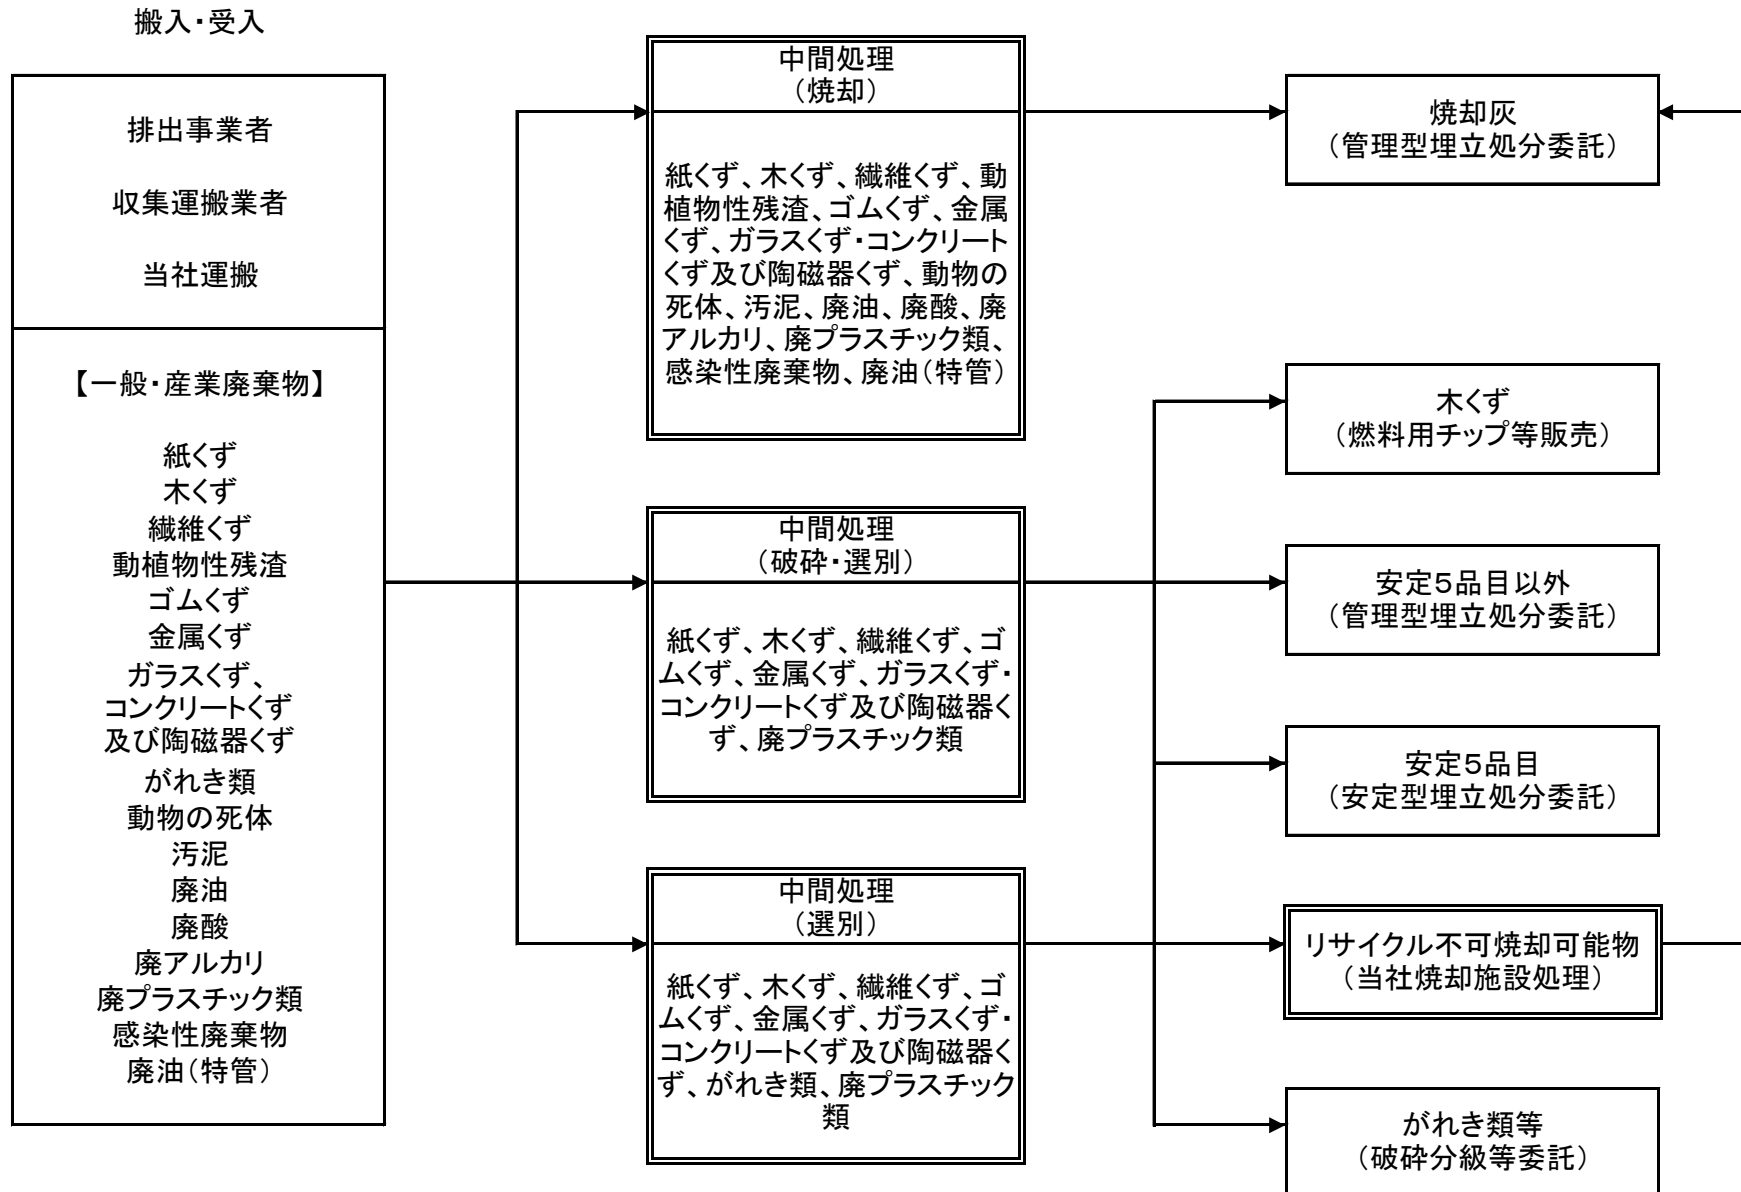 搬入・受入
排出事業者
収集運搬業者
当社運搬
【一般・産業廃棄物】
紙くず
木くず
繊維くず
動植物性残渣
ゴムくず
金属くず
ガラスくず、
コンクリートくず
及び陶磁器くず
がれき類
動物の死体
汚泥
廃油
廃酸
廃アルカリ
廃プラスチック類
感染性廃棄物
廃油（特管）
中間処理
（焼却）
紙くず、木くず、繊維くず、動
植物性残渣、ゴムくず、金属
くず、ガラスくず・コンクリート
くず及び陶磁器くず、動物の
死体、汚泥、廃油、廃酸、廃
アルカリ、廃プラスチック類、
感染性廃棄物、廃油（特管）
中間処理
（破砕・選別）
紙くず、木くず、繊維くず、ゴ
ムくず、金属くず、ガラスくず・
コンクリートくず及び陶磁器く
ず、廃プラスチック類
中間処理
（選別）
紙くず、木くず、繊維くず、ゴ
ムくず、金属くず、ガラスくず・
コンクリートくず及び陶磁器く
ず、がれき類、廃プラスチック
類
焼却灰
（管理型埋立処分委託）
木くず
（燃料用チップ等販売）
安定５品目以外
（管理型埋立処分委託）
安定５品目
（安定型埋立処分委託）
リサイクル不可焼却可能物
（当社焼却施設処理）
がれき類等
（破砕分級等委託）